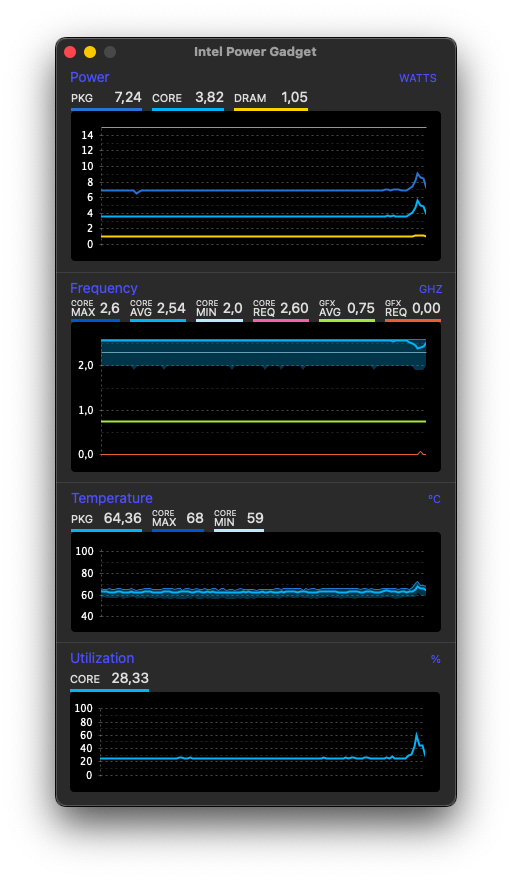 Intel Power Gadget
Power WATTS
PKG 7,24 CORE 3,82 DRAM 1,05
14
12
10
8
6
4
2
0
Frequency GHZ
CORE MAX 2,6 CORE AVG 2,54 CORE MIN 2,0 CORE REQ 2,60 GFX AVG 0,75 GFX REQ 0,00
2,0
1,0
0,0
Temperature °C
PKG 64,36 CORE MAX 68 CORE MIN 59
100
80
60
40
Utilization %
CORE 28,33
100
80
60
40
20
0